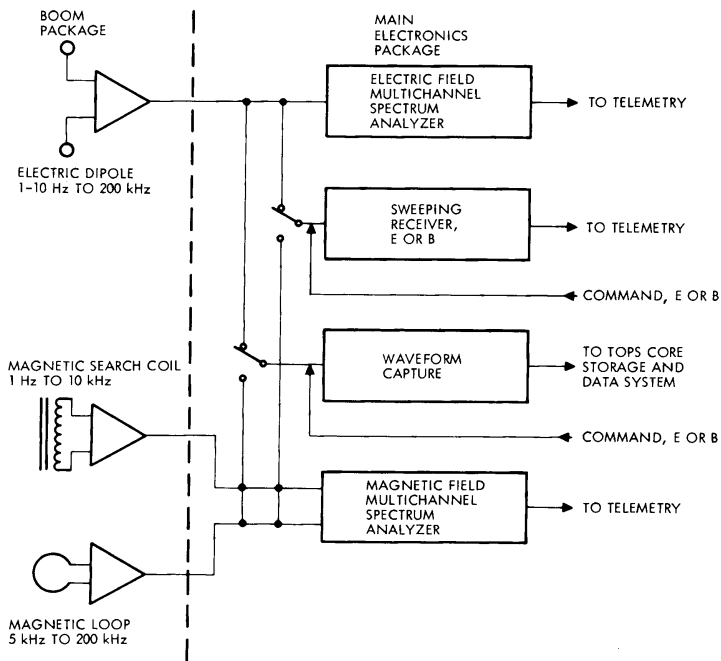 BOOM
PACKAGE
MAIN
ELECTRONICS
PACKAGE
ELECTRIC FIELD
MULTICHANNEL
SPECTRUM
ANALYZER
TO TELEMETRY
ELECTRIC DIPOLE
1-10 Hz TO 200 kHz
SWEEPING
RECEIVER,
E OR B
TO TELEMETRY
COMMAND, E OR B
MAGNETIC SEARCH COIL
1 Hz TO 10 kHz
WAVEFORM
CAPTURE
TO TOPS CORE
STORAGE AND
DATA SYSTEM
COMMAND, E OR B
MAGNETIC FIELD
MULTICHANNEL
SPECTRUM
ANALYZER
TO TELEMETRY
MAGNETIC LOOP
5 kHz TO 200 kHz